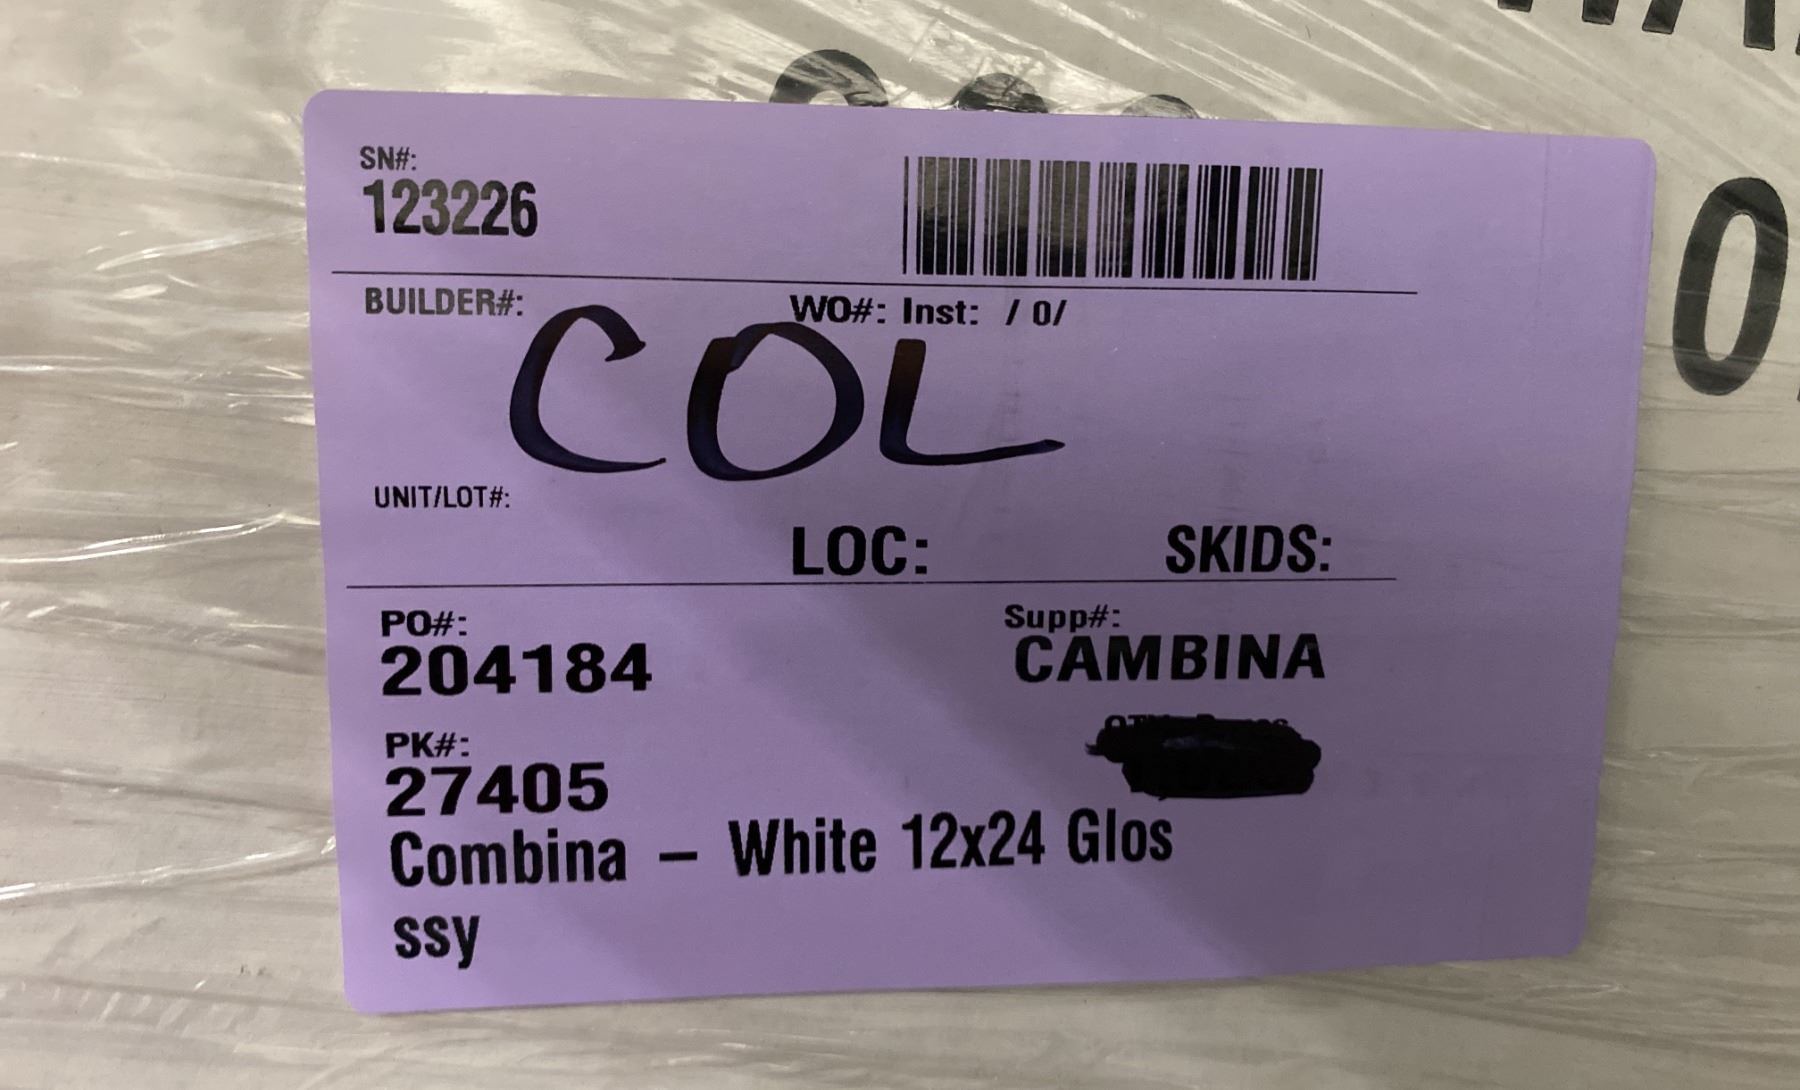 SN#:
123226
BUILDER#:
WO#: Inst: / 0/
COL
UNIT/LOT#:
LOC: SKIDS:
PO#: Supp#:
204184 CAMBINA
PK#:
27405
Combina – White 12x24 Glos
ssy